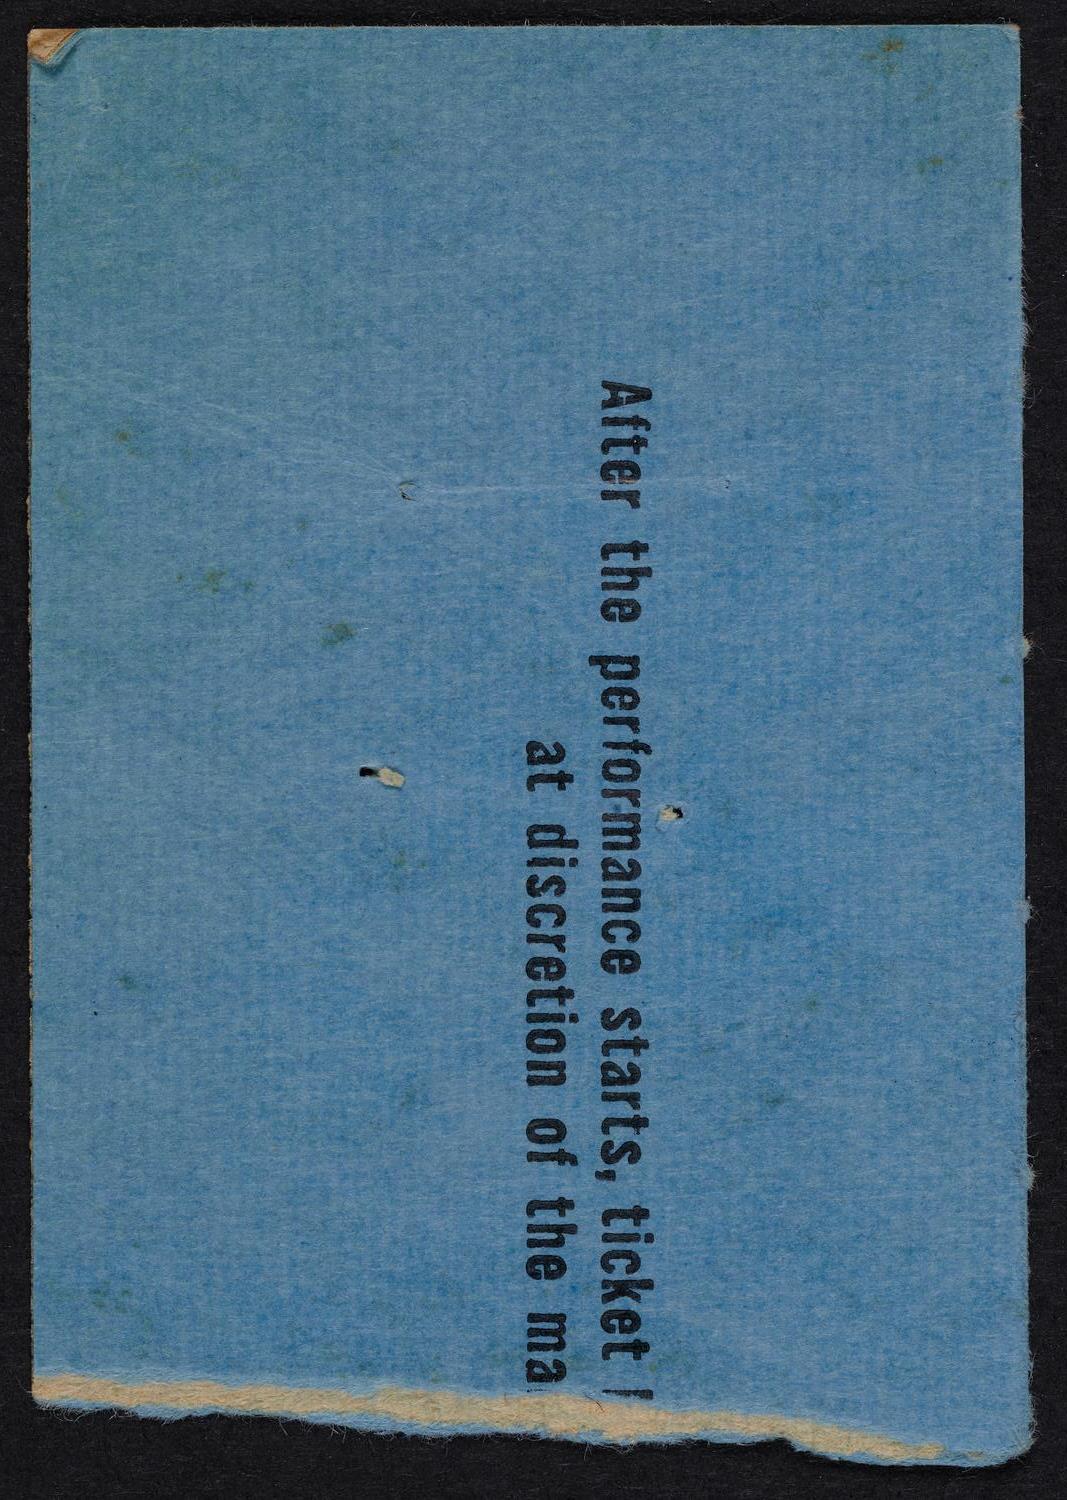 After the performance starts, ticket
at discretion of the ma